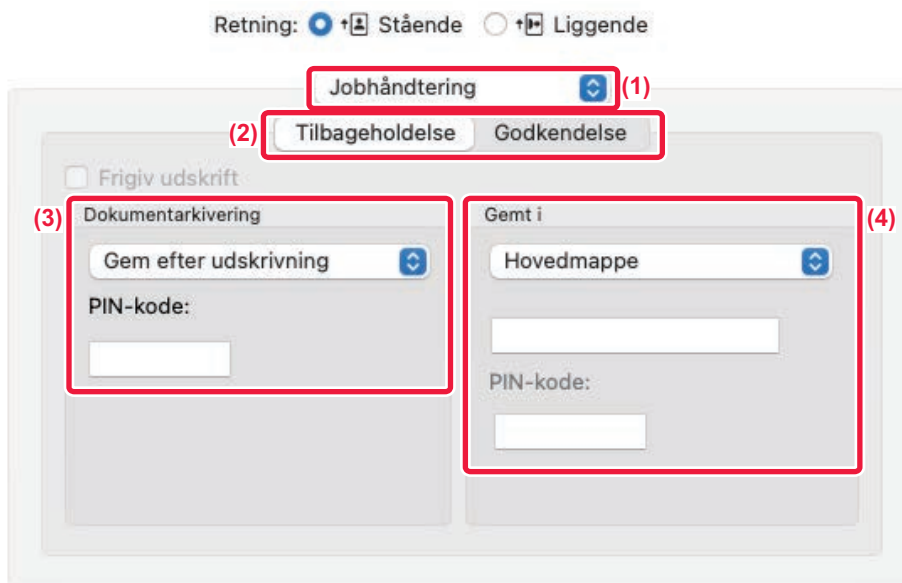 Retning: Stående Liggende
Jobhåndtering (1)
(2) Tilbageholdelse Godkendelse
Frigiv udskrift
(3) Dokumentarkivering
Gem efter udskrivning
PIN-kode:
Gemt i (4)
Hovedmappe
PIN-kode: